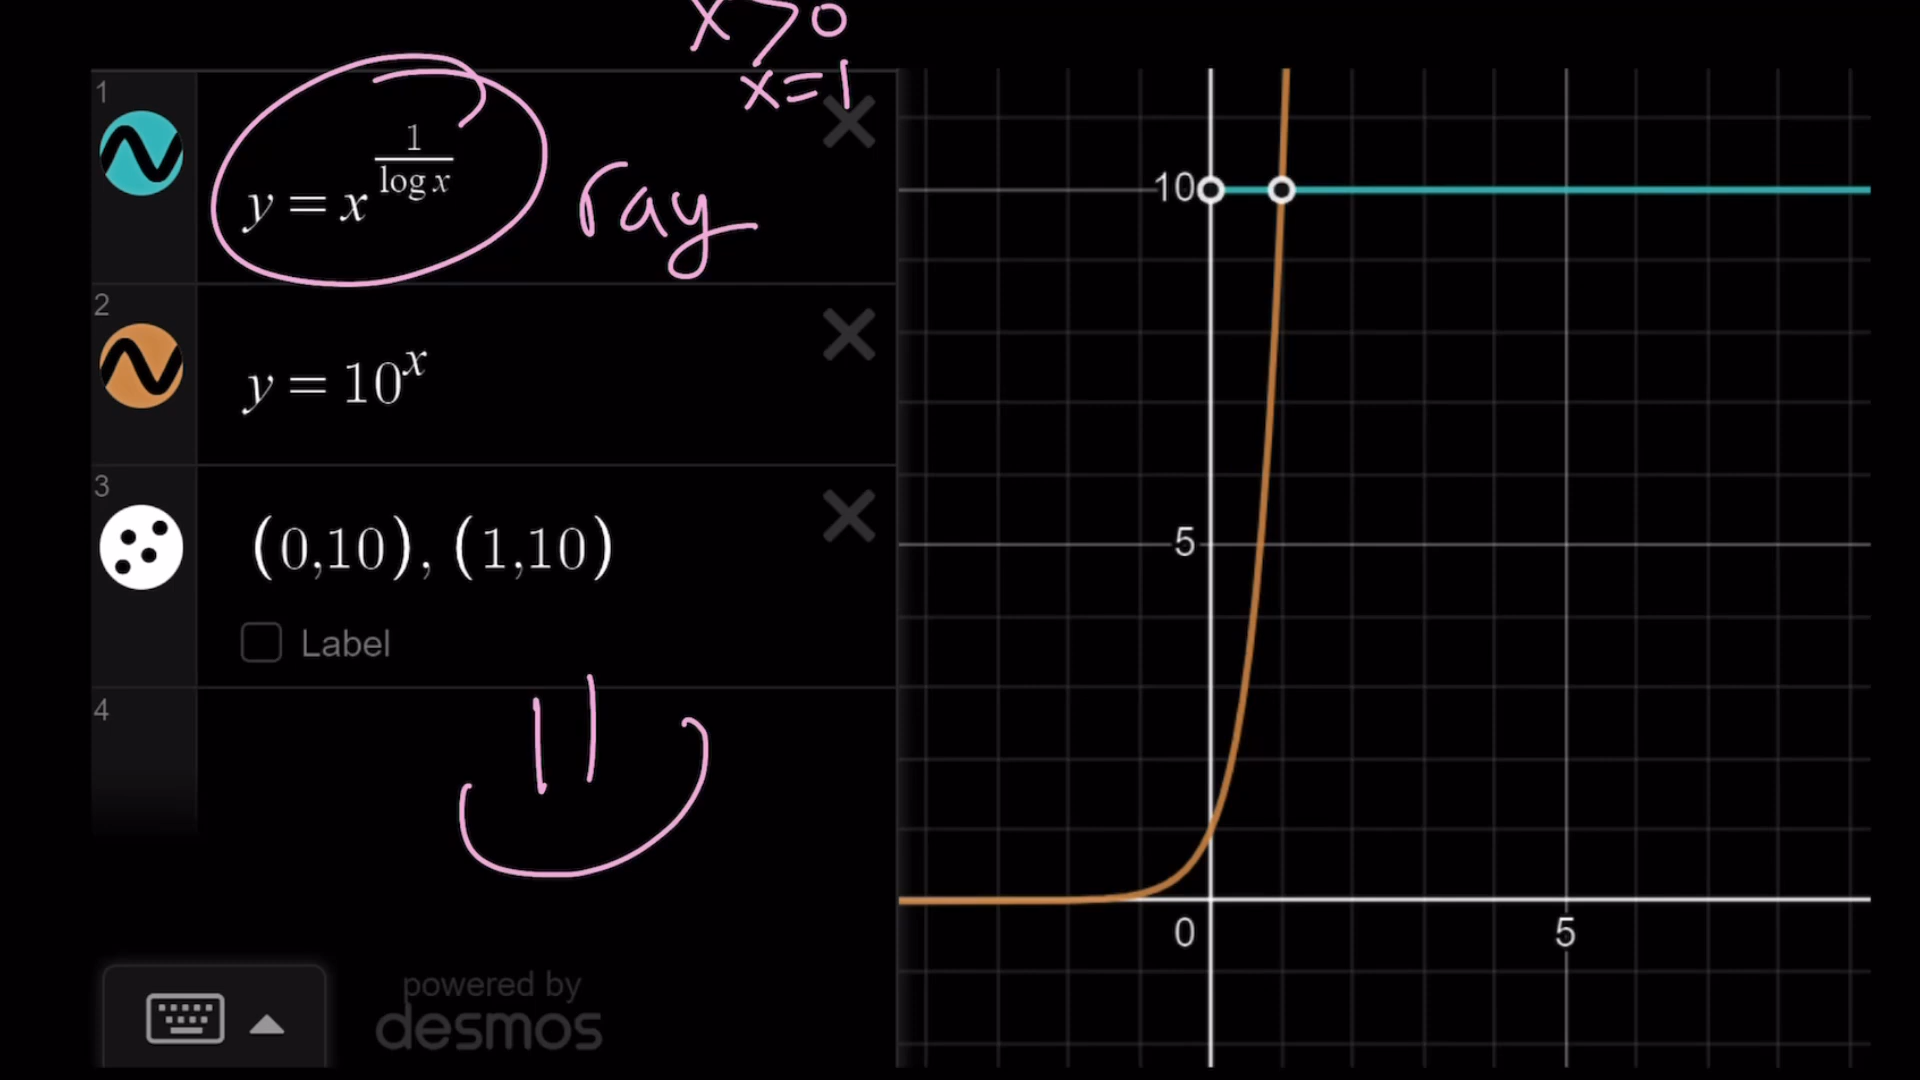 x>0
x=1
1
y = x^{\frac{1}{\log x}}
ray
2
y = 10^x
3
(0,10), (1,10)
Label
4
powered by
desmos
10
5
0
5